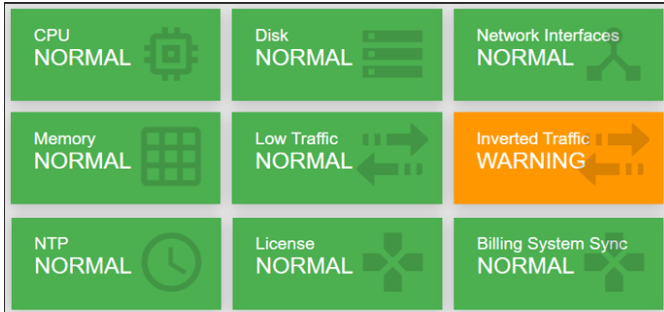 CPU
NORMAL
Disk
NORMAL
Network Interfaces
NORMAL
Memory
NORMAL
Low Traffic
NORMAL
Inverted Traffic
WARNING
NTP
NORMAL
License
NORMAL
Billing System Sync
NORMAL